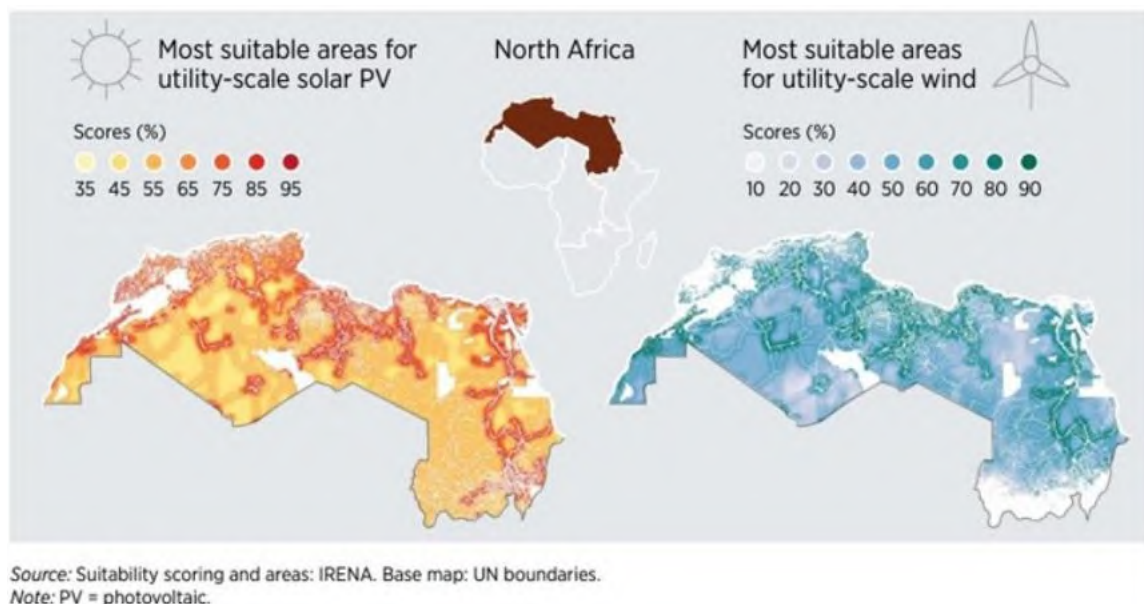 Most suitable areas for
utility-scale solar PV
North Africa
Most suitable areas
for utility-scale wind
Scores (%)
35 45 55 65 75 85 95
Scores (%)
10 20 30 40 50 60 70 80 90
Source: Suitability scoring and areas: IRENA. Base map: UN boundaries.
Note: PV = photovoltaic.